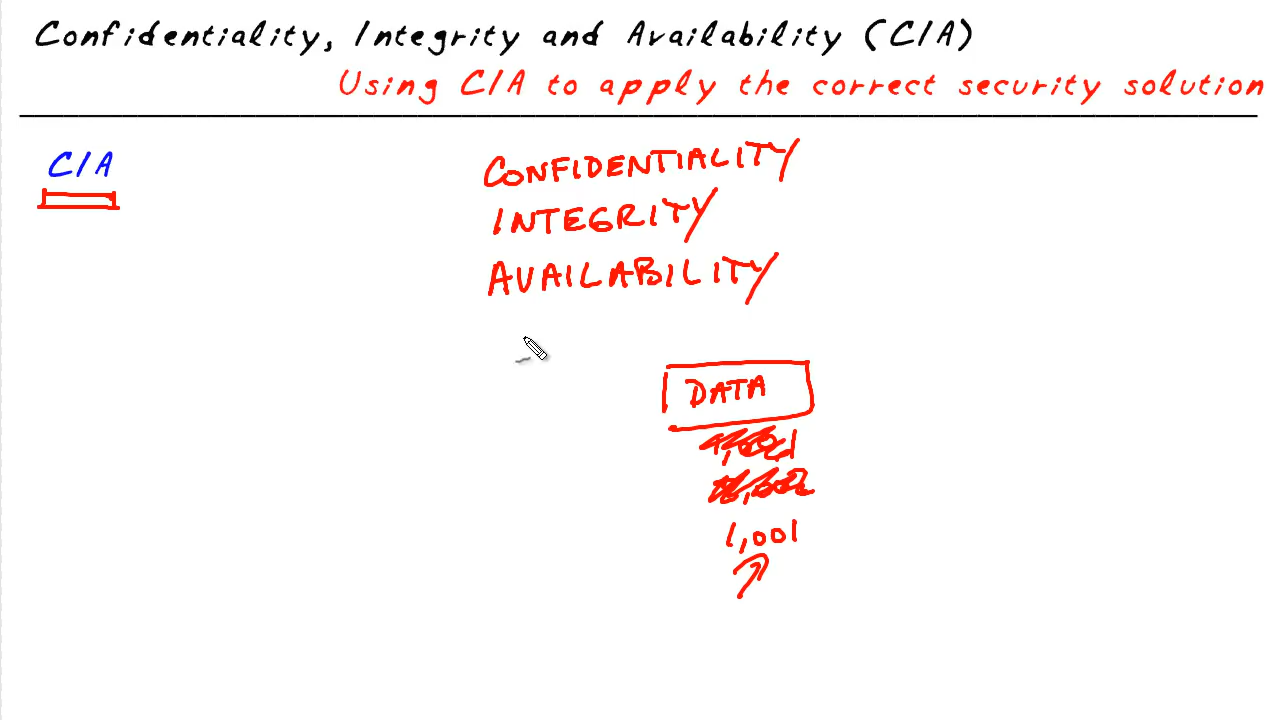 Confidentiality, Integrity and Availability (CIA)
Using CIA to apply the correct security solution
CIA
CONFIDENTIALITY
INTEGRITY
AVAILABILITY
DATA
1,001